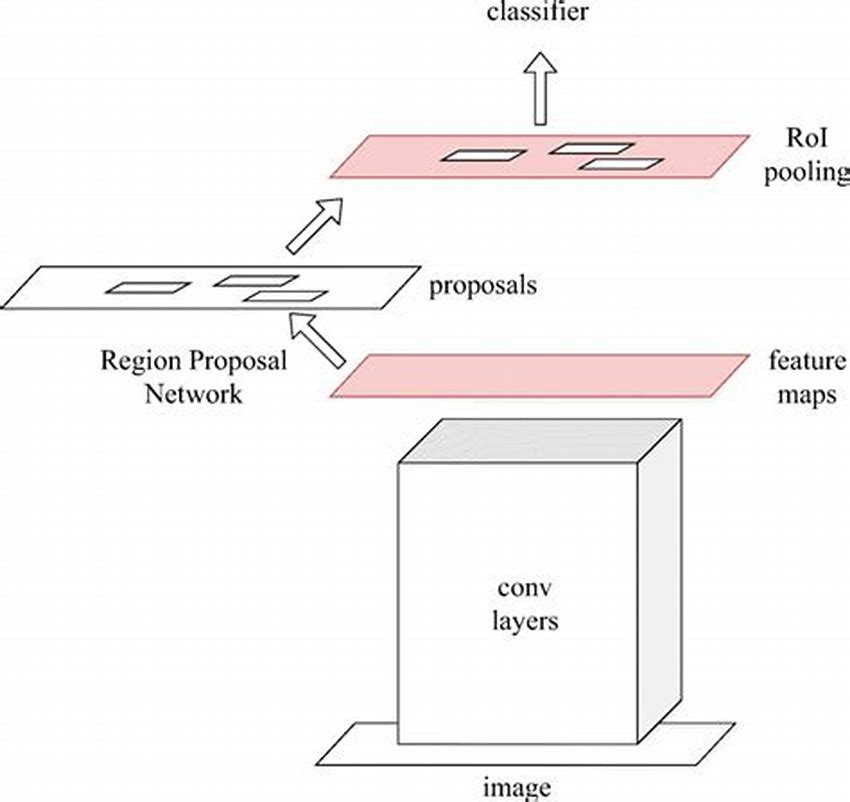 classifier
RoI
pooling
proposals
Region Proposal
Network
feature
maps
conv
layers
image